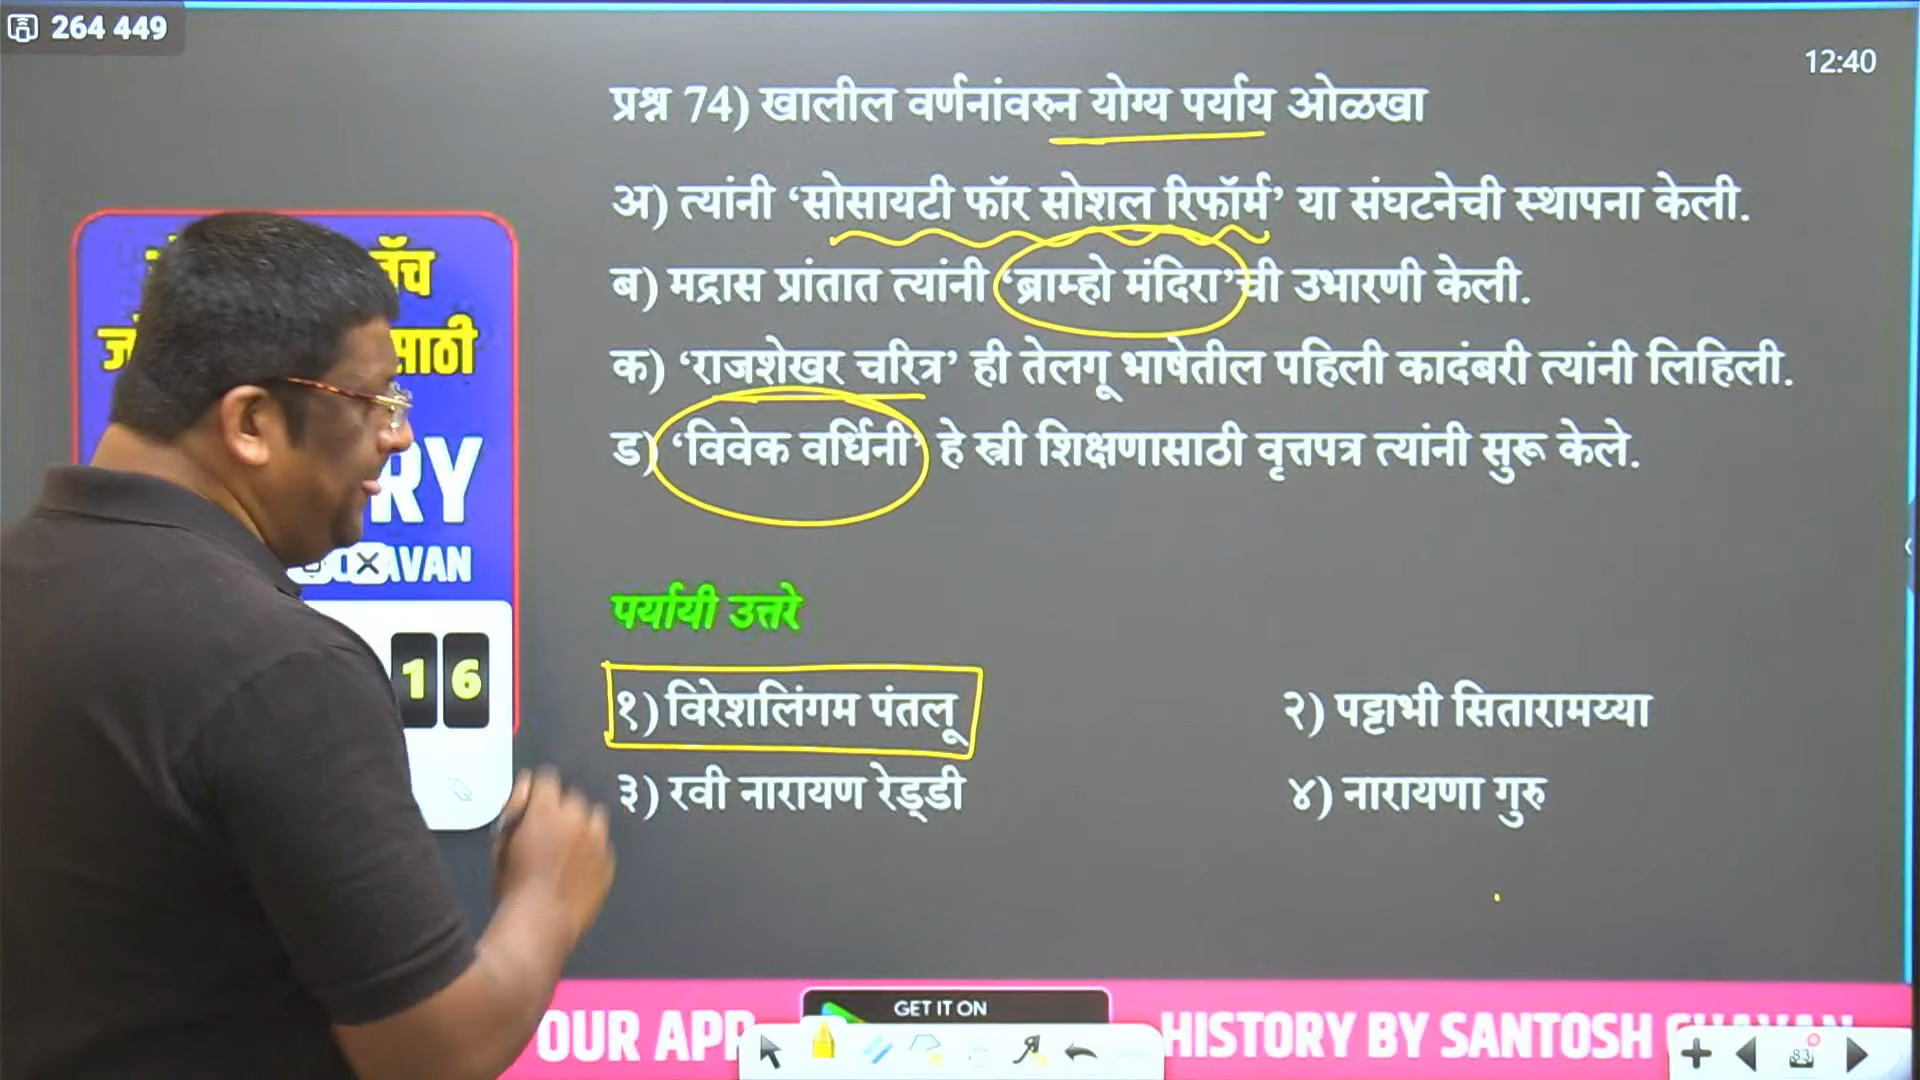 264 449
12:40
प्रश्न 74) खालील वर्णनांवरुन योग्य पर्याय ओळखा
अ) त्यांनी ‘सोसायटी फॉर सोशल रिफॉर्म’ या संघटनेची स्थापना केली.
ब) मद्रास प्रांतात त्यांनी ‘ब्राम्हो मंदिरा’ची उभारणी केली.
क) ‘राजशेखर चरित्र’ ही तेलगू भाषेतील पहिली कादंबरी त्यांनी लिहिली.
ड) ‘विवेक वर्धिनी’ हे स्त्री शिक्षणासाठी वृत्तपत्र त्यांनी सुरू केले.
पर्यायी उत्तरे
१) विरेशलिंगम पंतलू
२) पट्टाभी सितारामय्या
३) रवी नारायण रेड्डी
४) नारायणा गुरु
16
OUR APP
GET IT ON
HISTORY BY SANTOSH
83